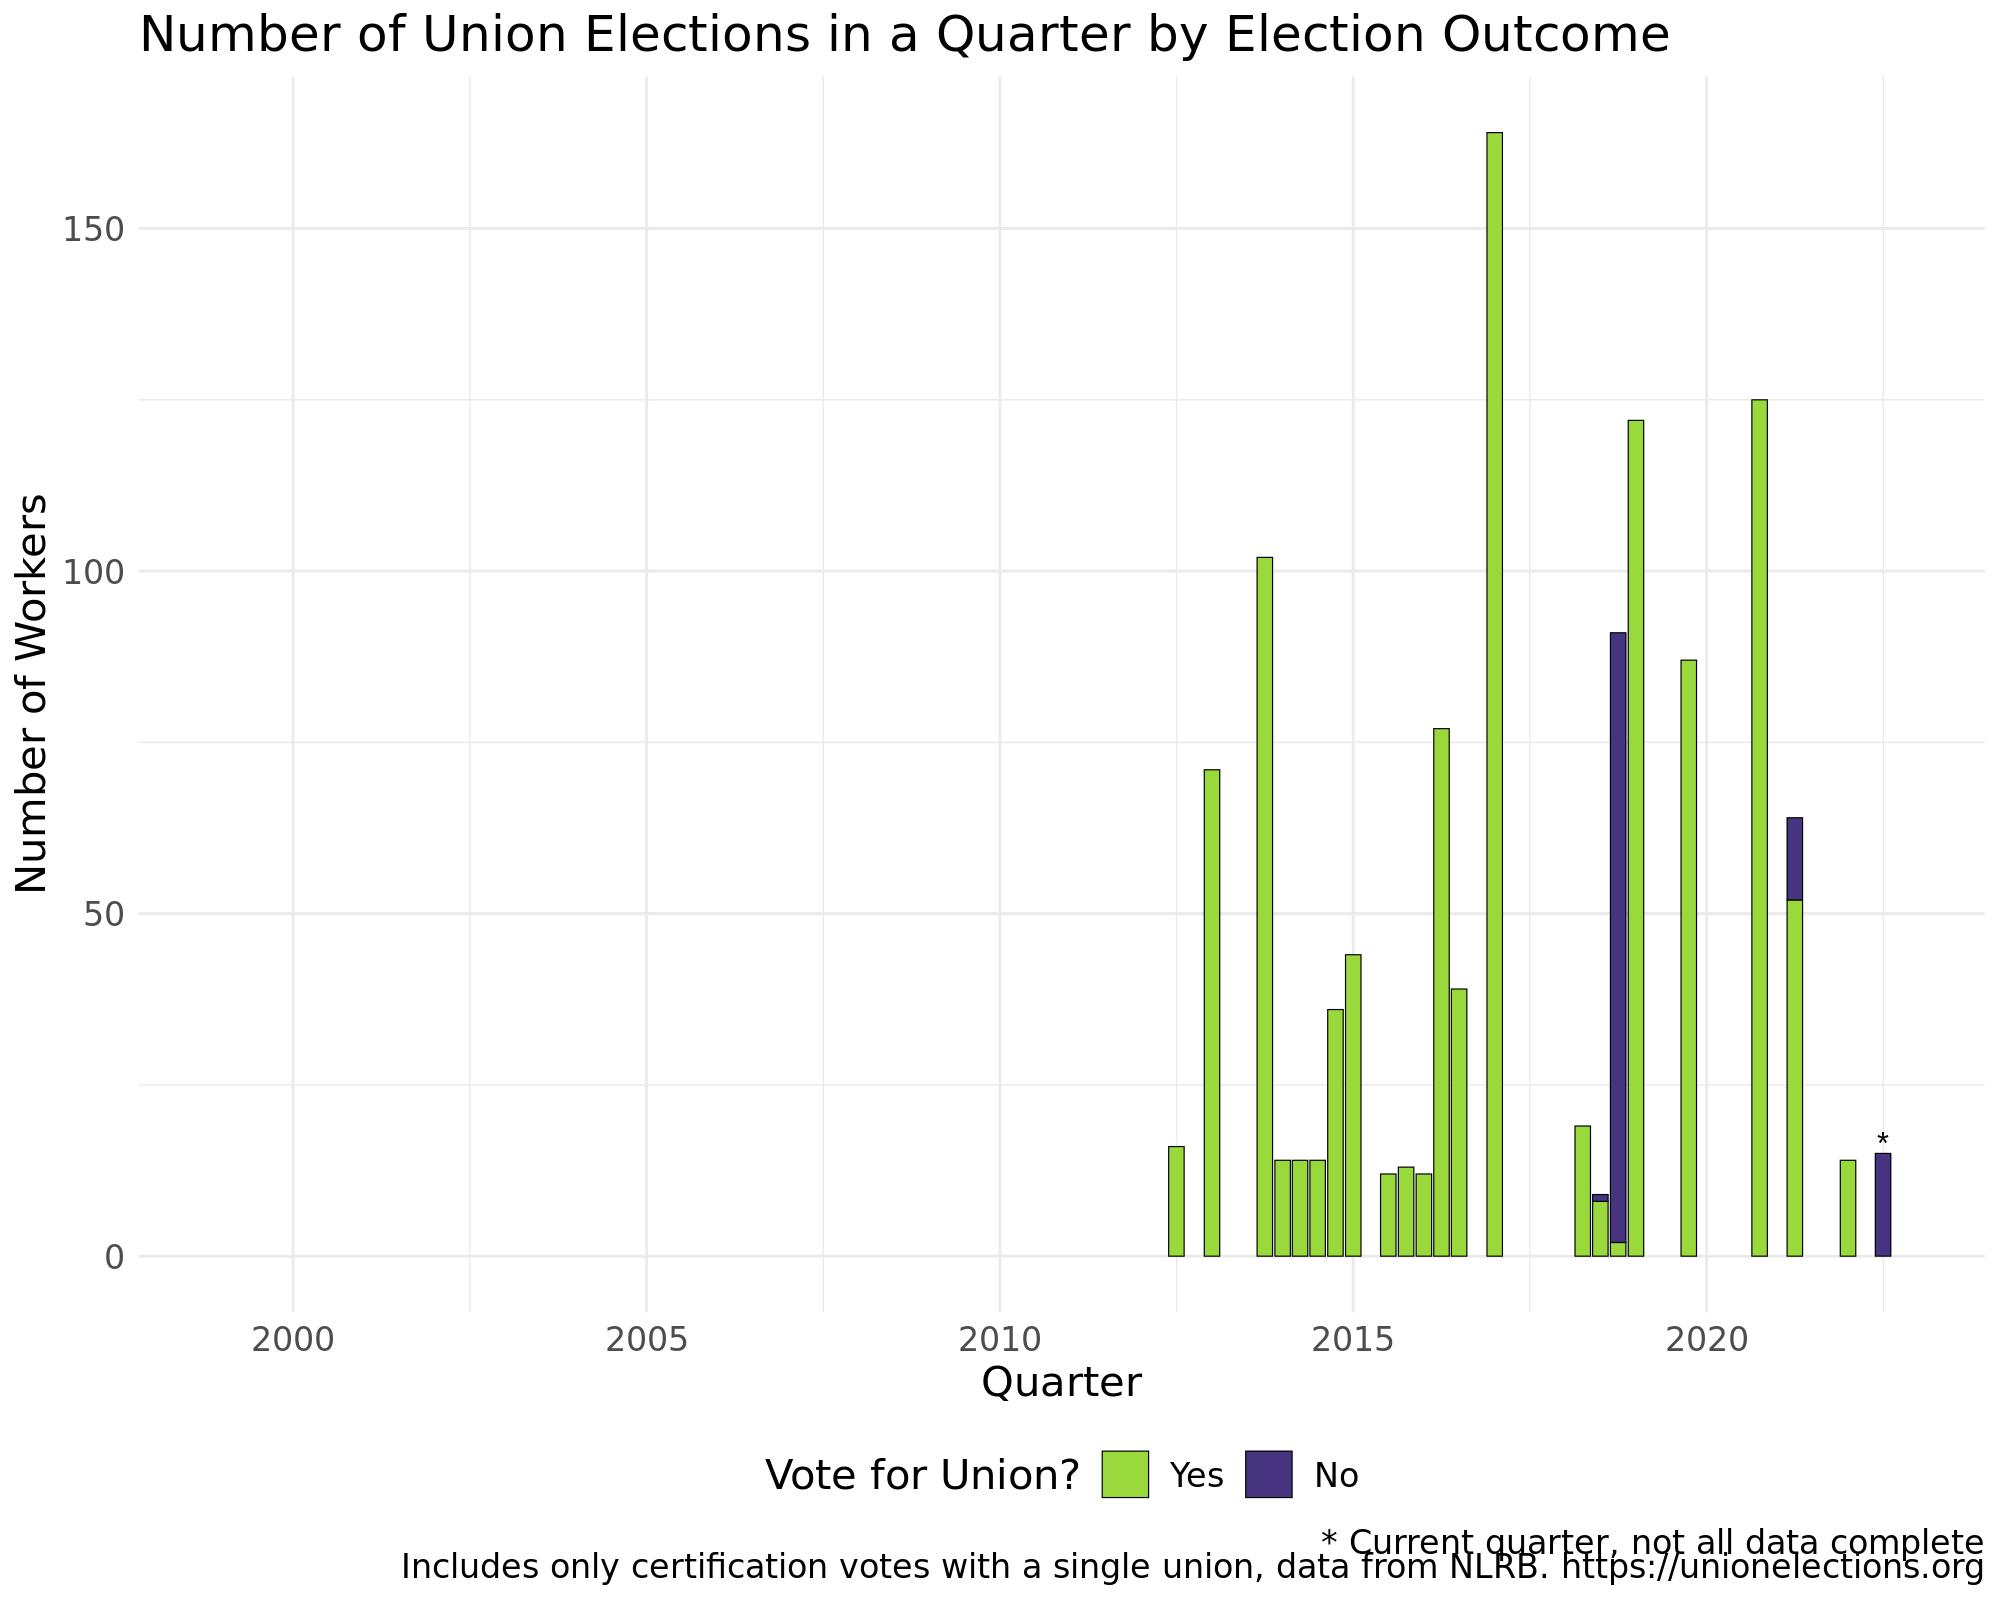 Number of Union Elections in a Quarter by Election Outcome
Number of Workers
150
100
50
0
*
2000 2005 2010 2015 2020
Quarter
Vote for Union? Yes No
* Current quarter, not all data complete
Includes only certification votes with a single union, data from NLRB. https://unionelections.org